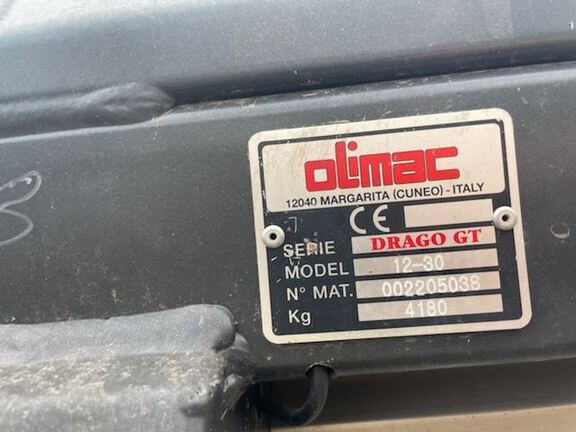 olimac
12040 MARGARITA (CUNEO) - ITALY
CE
SERIE DRAGO GT
MODEL 12-30
N° MAT. 002205038
Kg 4180